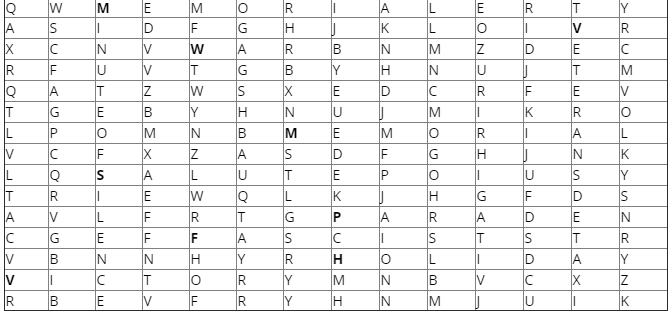 Q W M E M O R I A L E R T Y
A S I D F G H J K L O I V R
X C N V W A R B N M Z D E C
R F U V T G B Y H N U J T M
Q A T Z W S X E D C R F E V
T G E B Y H N U J M I K R O
L P O M N B M E M O R I A L
V C F X Z A S D F G H J N K
L Q S A L U T E P O I U S Y
T R I E W Q L K J H G F D S
A V L F R T G P A R A D E N
C G E F F A S C I S T S T R
V B N N H Y R H O L I D A Y
V I C T O R Y M N B V C X Z
R B E V F R Y H N M J U I K